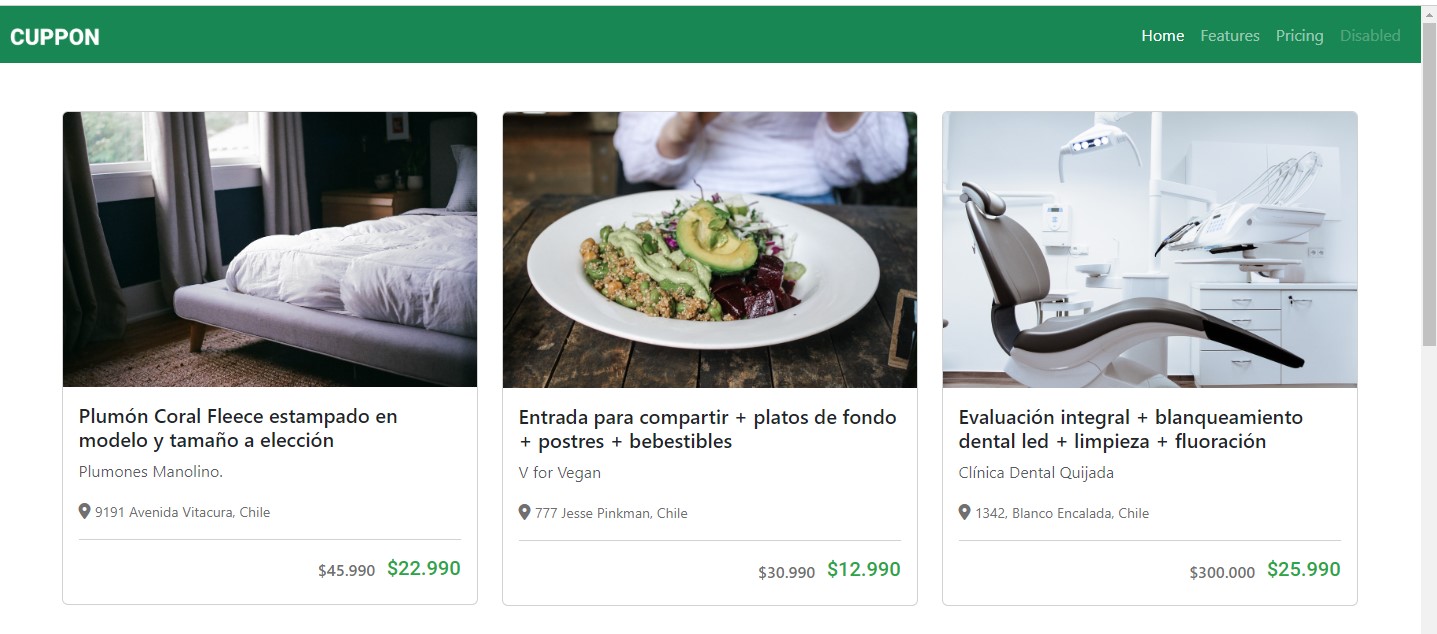 CUPPON
Home Features Pricing Disabled
Plumón Coral Fleece estampado en
modelo y tamaño a elección
Plumones Manolino.
9191 Avenida Vitacura, Chile
$45.990 $22.990
Entrada para compartir + platos de fondo
+ postres + bebestibles
V for Vegan
777 Jesse Pinkman, Chile
$30.990 $12.990
Evaluación integral + blanqueamiento
dental led + limpieza + fluoración
Clínica Dental Quijada
1342, Blanco Encalada, Chile
$300.000 $25.990